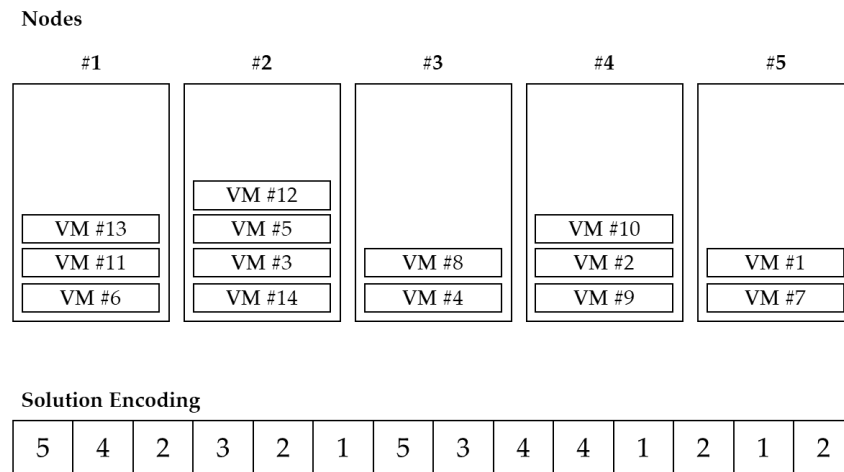 Nodes
#1 #2 #3 #4 #5
VM #12
VM #13 VM #5 VM #10
VM #11 VM #3 VM #8 VM #2 VM #1
VM #6 VM #14 VM #4 VM #9 VM #7
Solution Encoding
5 4 2 3 2 1 5 3 4 4 1 2 1 2